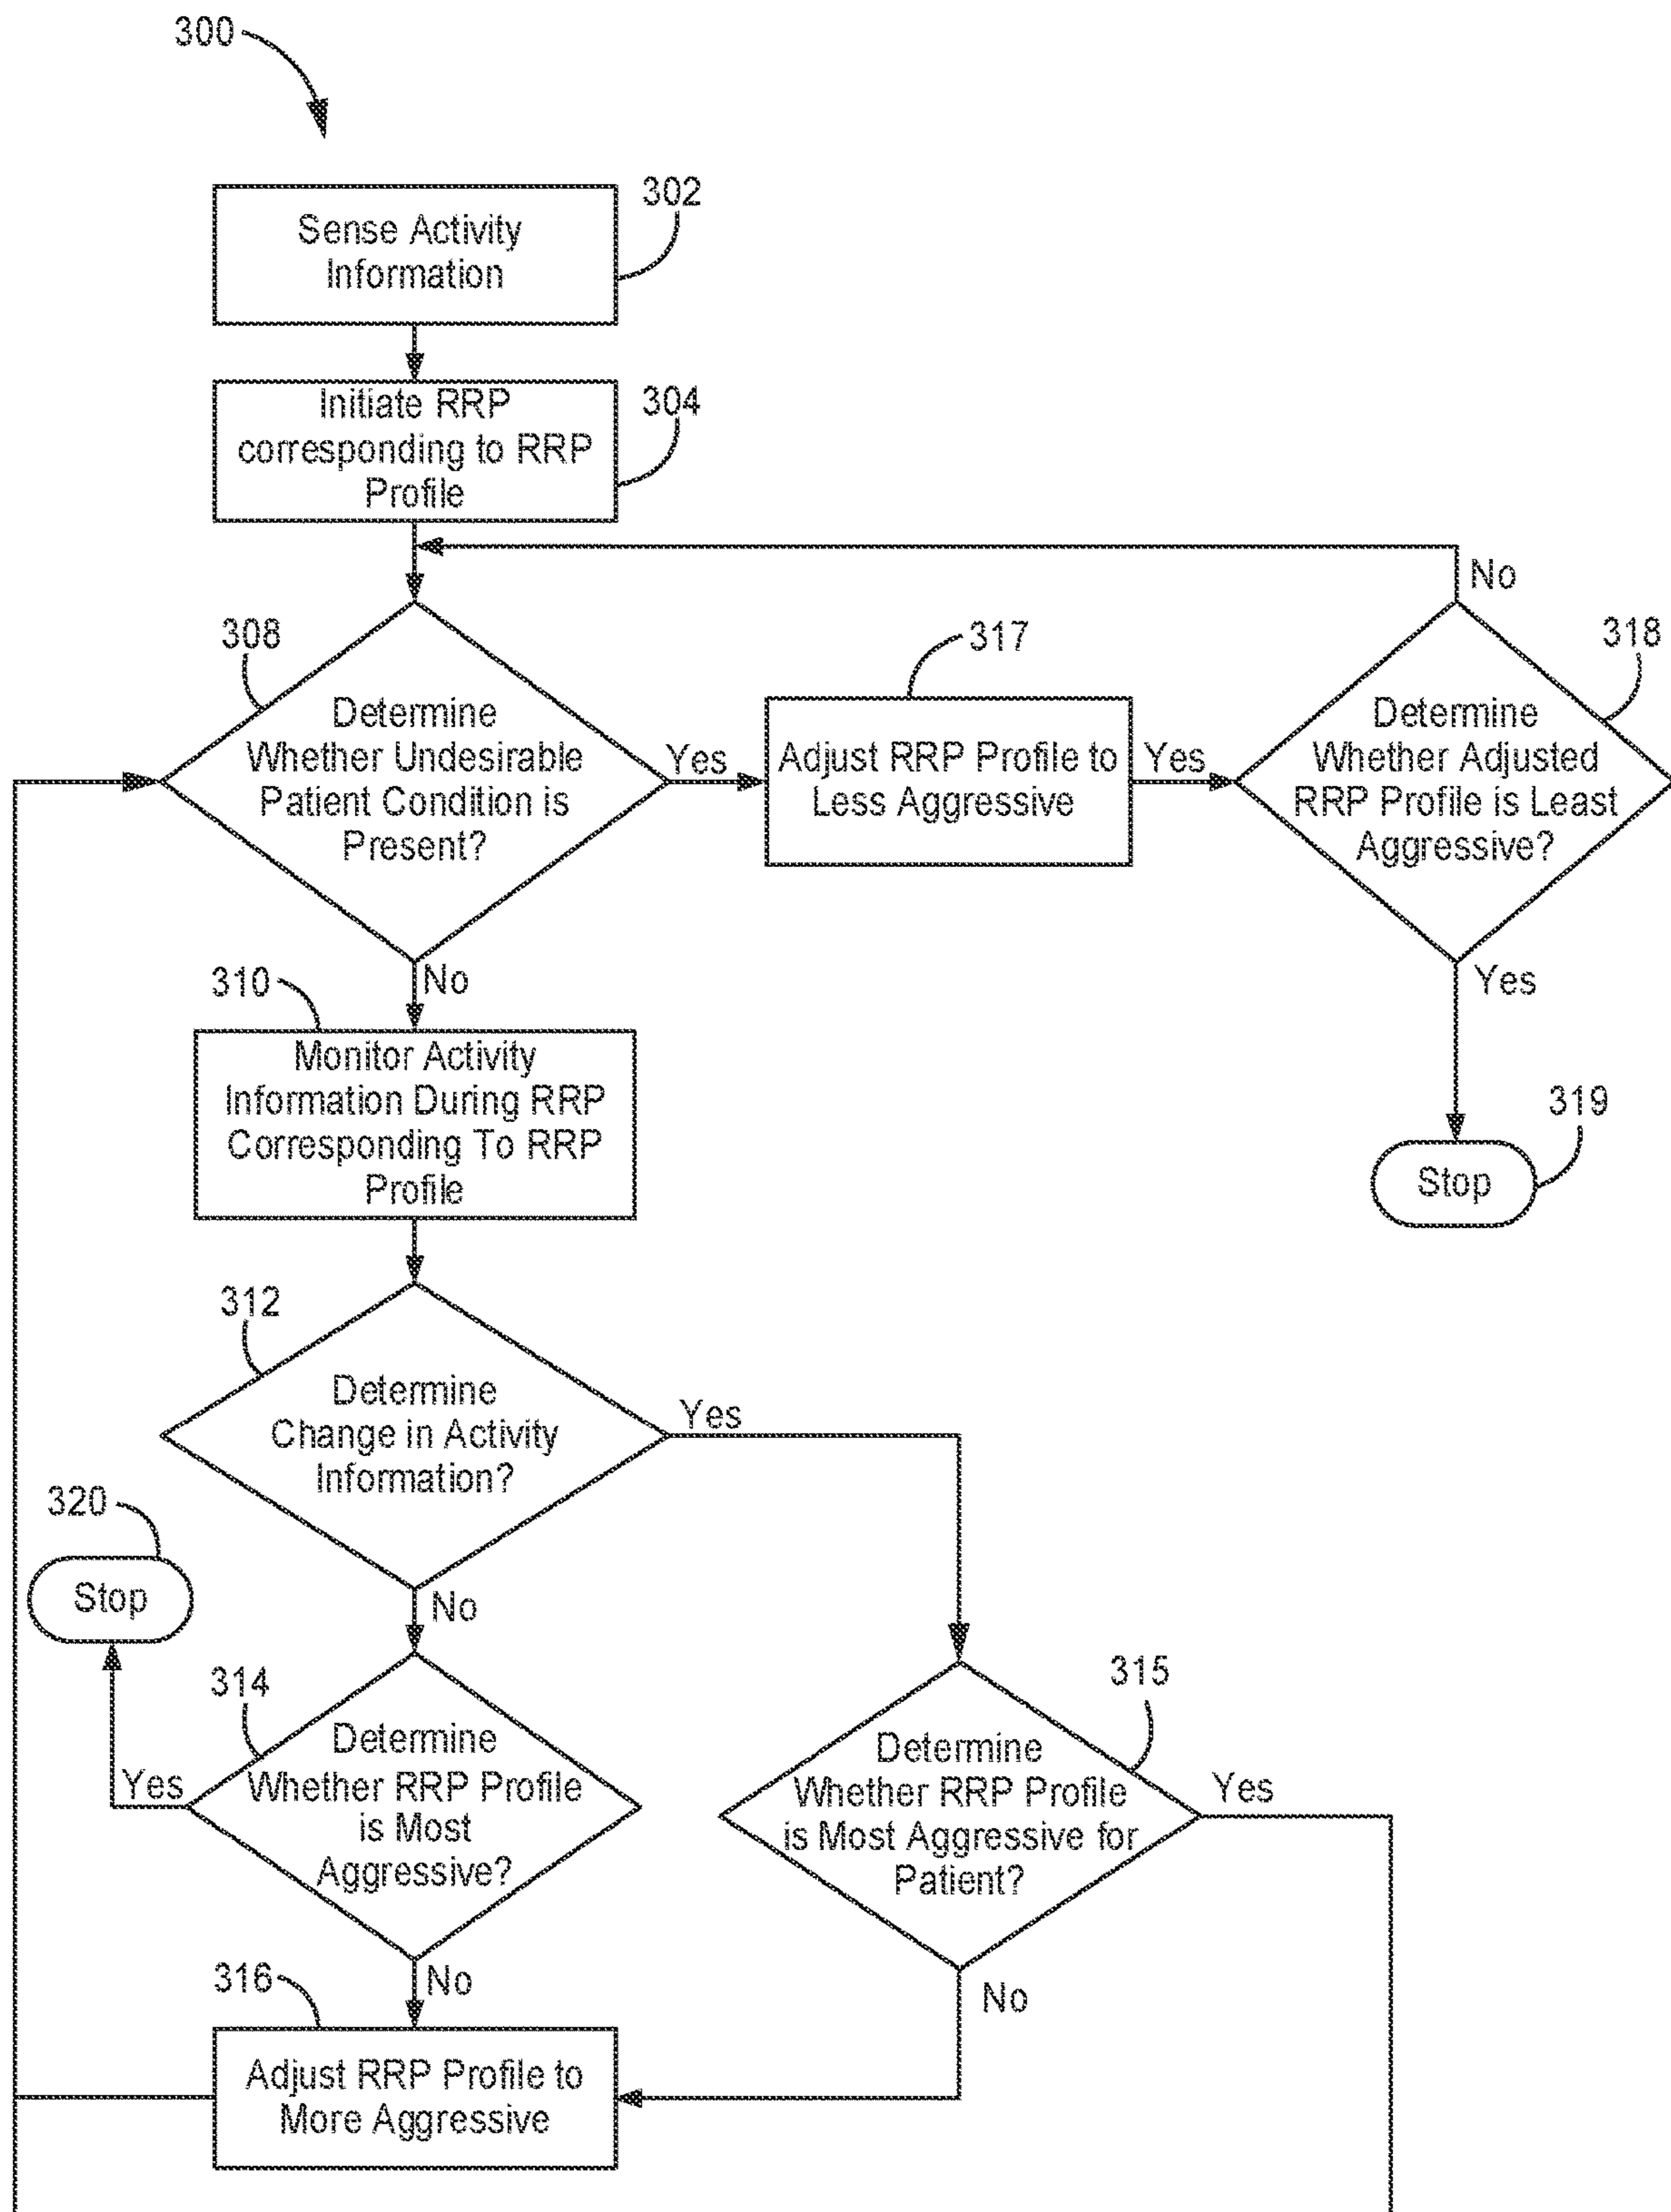 300
302
Sense Activity
Information
304
Initiate RRP
corresponding to RRP
Profile
No
308
317
318
Determine
Whether Undesirable
Patient Condition is
Present?
Yes
Adjust RRP Profile to
Less Aggressive
Yes
Determine
Whether Adjusted
RRP Profile is Least
Aggressive?
No
Yes
310
Monitor Activity
Information During RRP
Corresponding To RRP
Profile
319
Stop
312
Determine
Change in Activity
Information?
Yes
320
Stop
No
314
315
Determine
Whether RRP Profile
is Most
Aggressive?
Yes
Determine
Whether RRP Profile
is Most Aggressive for
Patient?
Yes
No
No
316
Adjust RRP Profile to
More Aggressive